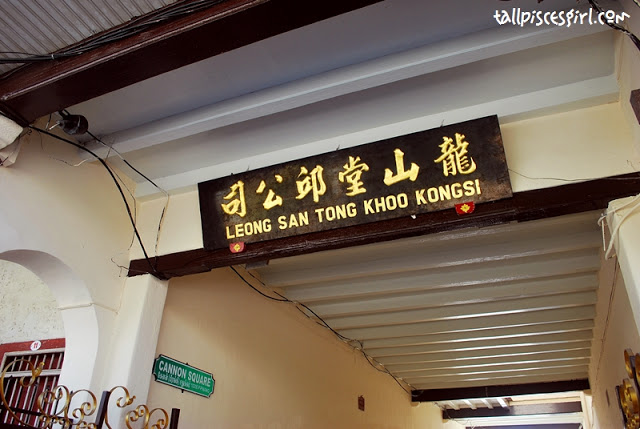 tallpiscesgirl.com
龍山堂邱公司
LEONG SAN TONG KHOO KONGSI
CANNON SQUARE